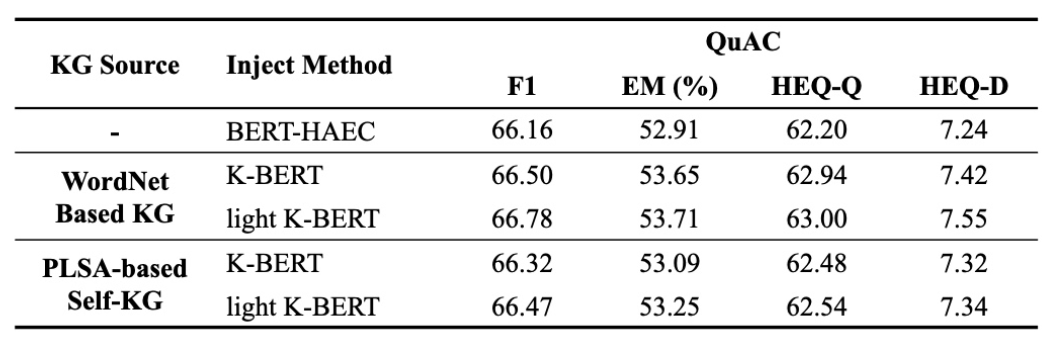 QuAC
KG Source Inject Method
F1 EM (%) HEQ-Q HEQ-D
- BERT-HAEC 66.16 52.91 62.20 7.24
WordNet Based KG K-BERT 66.50 53.65 62.94 7.42
light K-BERT 66.78 53.71 63.00 7.55
PLSA-based Self-KG K-BERT 66.32 53.09 62.48 7.32
light K-BERT 66.47 53.25 62.54 7.34